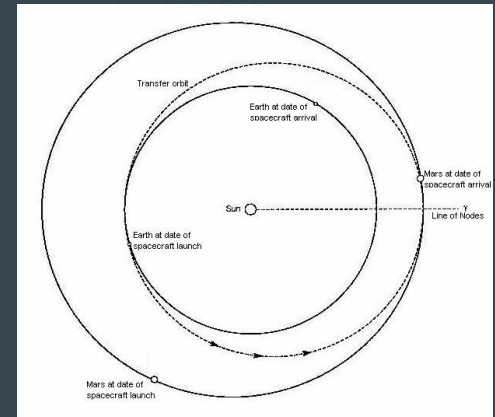 Transfer orbit
Earth at date of
spacecraft arrival
Mars at date of
spacecraft arrival
Sun
γ
Line of Nodes
Earth at date of
spacecraft launch
Mars at date of
spacecraft launch